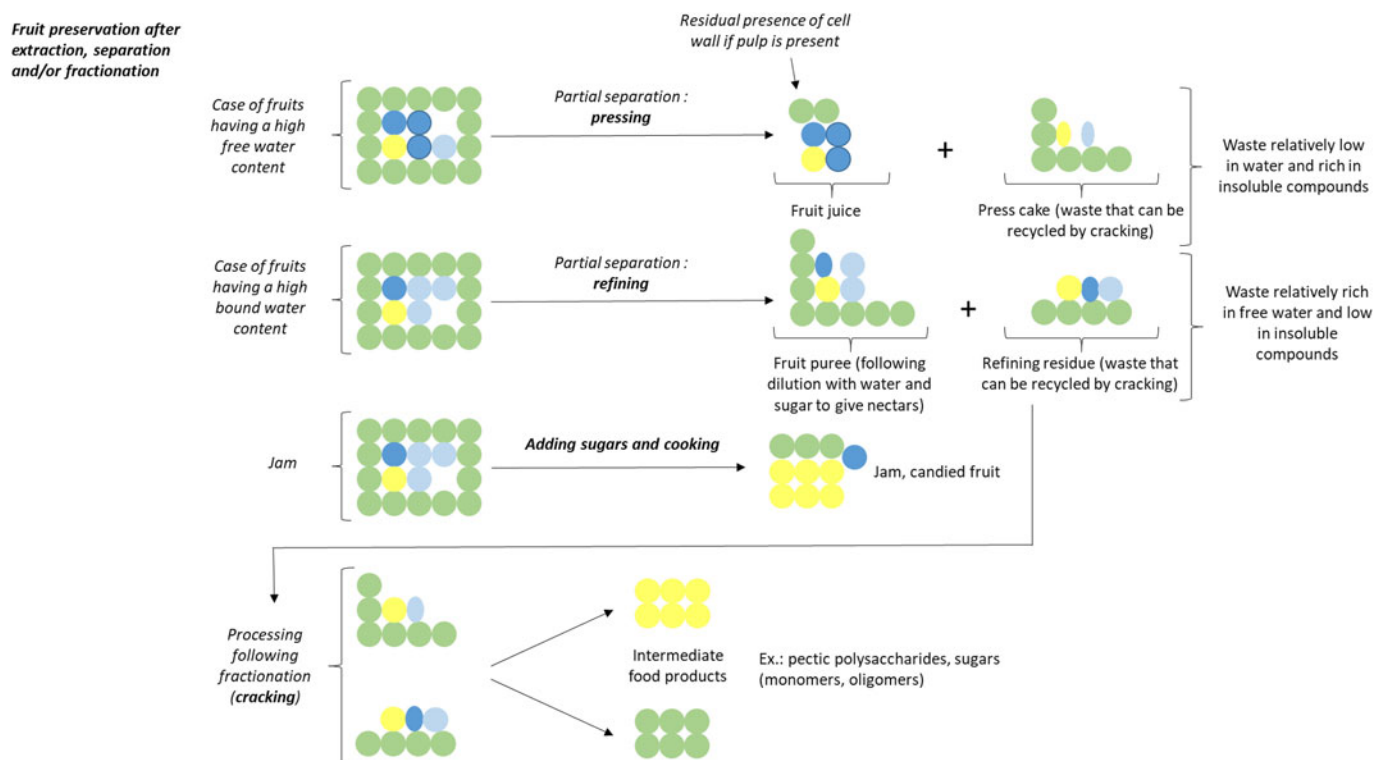 Fruit preservation after
extraction, separation
and/or fractionation
Residual presence of cell
wall if pulp is present
Case of fruits
having a high
free water
content
Partial separation :
pressing
+
Fruit juice
Press cake (waste that can be
recycled by cracking)
Waste relatively low
in water and rich in
insoluble compounds
Case of fruits
having a high
bound water
content
Partial separation :
refining
+
Fruit puree (following
dilution with water and
sugar to give nectars)
Refining residue (waste that
can be recycled by cracking)
Waste relatively rich
in free water and low
in insoluble
compounds
Jam
Adding sugars and cooking
Jam, candied fruit
Processing
following
fractionation
(cracking)
Intermediate
food products
Ex.: pectic polysaccharides, sugars
(monomers, oligomers)